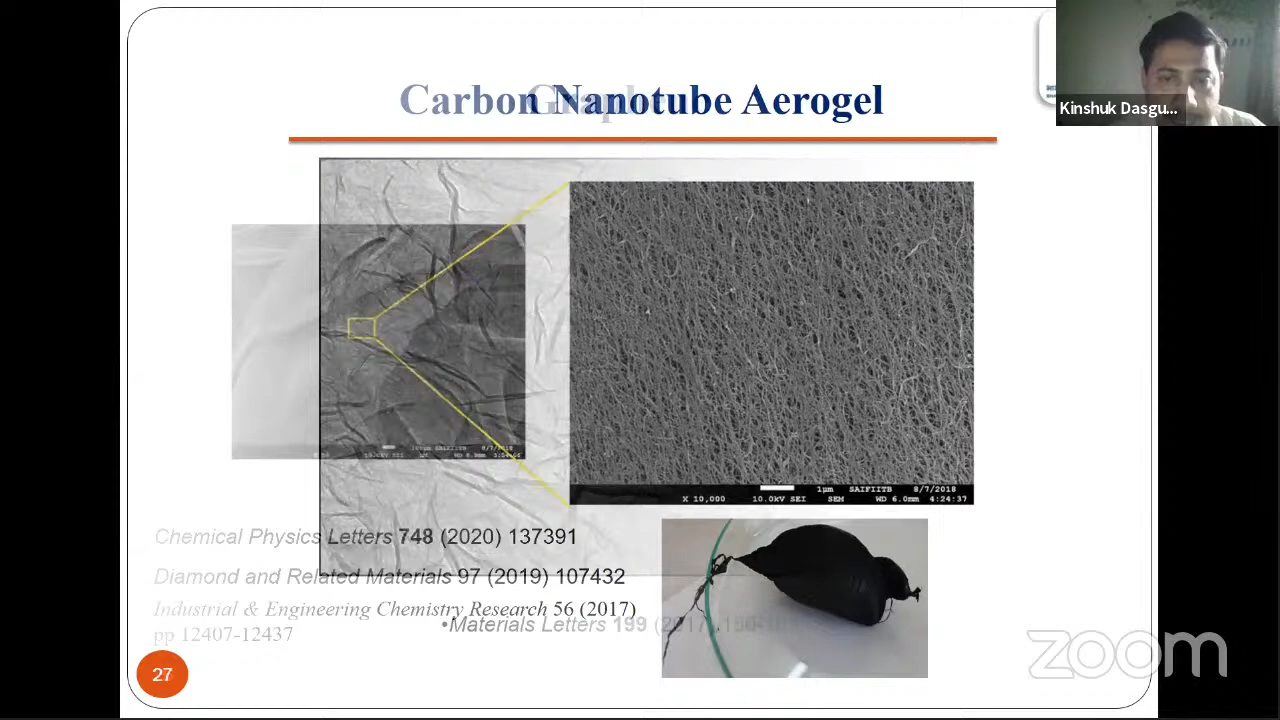 Carbon Nanotube Aerogel
Kinshuk Dasgu...
X 10,000 10.0kV SEI SEM WD 6.0mm 4:24:37
1μm SAIFIITB 8/7/2018
Chemical Physics Letters 748 (2020) 137391
Diamond and Related Materials 97 (2019) 107432
Industrial & Engineering Chemistry Research 56 (2017)
pp 12407-12437
•Materials Letters 199 (2017)
27
zoom